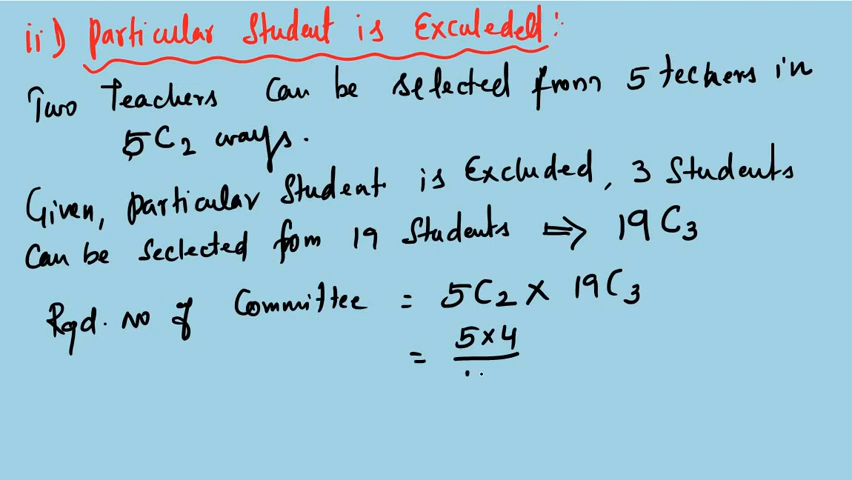 ii) Particular Student is Exculeded:
Two Teachers Can be selected from 5 techers in
5C2 ways.
Given, particular Student is Excluded, 3 Students
Can be Seclected fom 19 Students ⇒ 19C3
Rqd. no of Committee = 5C2 × 19C3
= 5×4